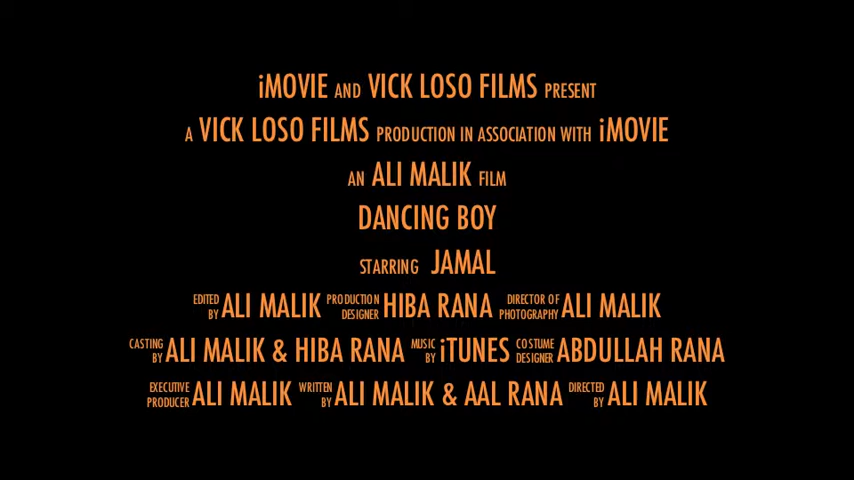 iMOVIE AND VICK LOSO FILMS PRESENT
A VICK LOSO FILMS PRODUCTION IN ASSOCIATION WITH iMOVIE
AN ALI MALIK FILM
DANCING BOY
STARRING JAMAL
EDITED BY ALI MALIK PRODUCTION DESIGNER HIBA RANA DIRECTOR OF PHOTOGRAPHY ALI MALIK
CASTING BY ALI MALIK & HIBA RANA MUSIC BY iTUNES COSTUME DESIGNER ABDULLAH RANA
EXECUTIVE PRODUCER ALI MALIK WRITTEN BY ALI MALIK & AAL RANA DIRECTED BY ALI MALIK